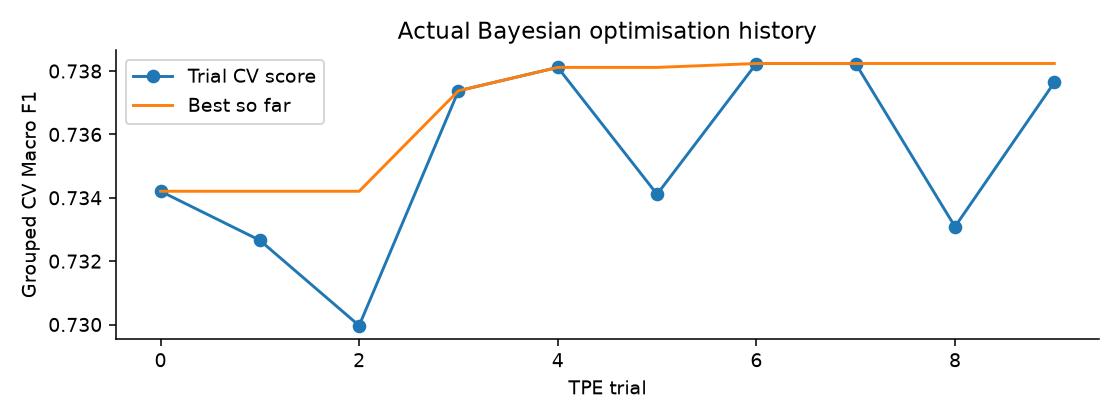 Actual Bayesian optimisation history
Trial CV score
Best so far
Grouped CV Macro F1
0.738
0.736
0.734
0.732
0.730
0
2
4
6
8
TPE trial